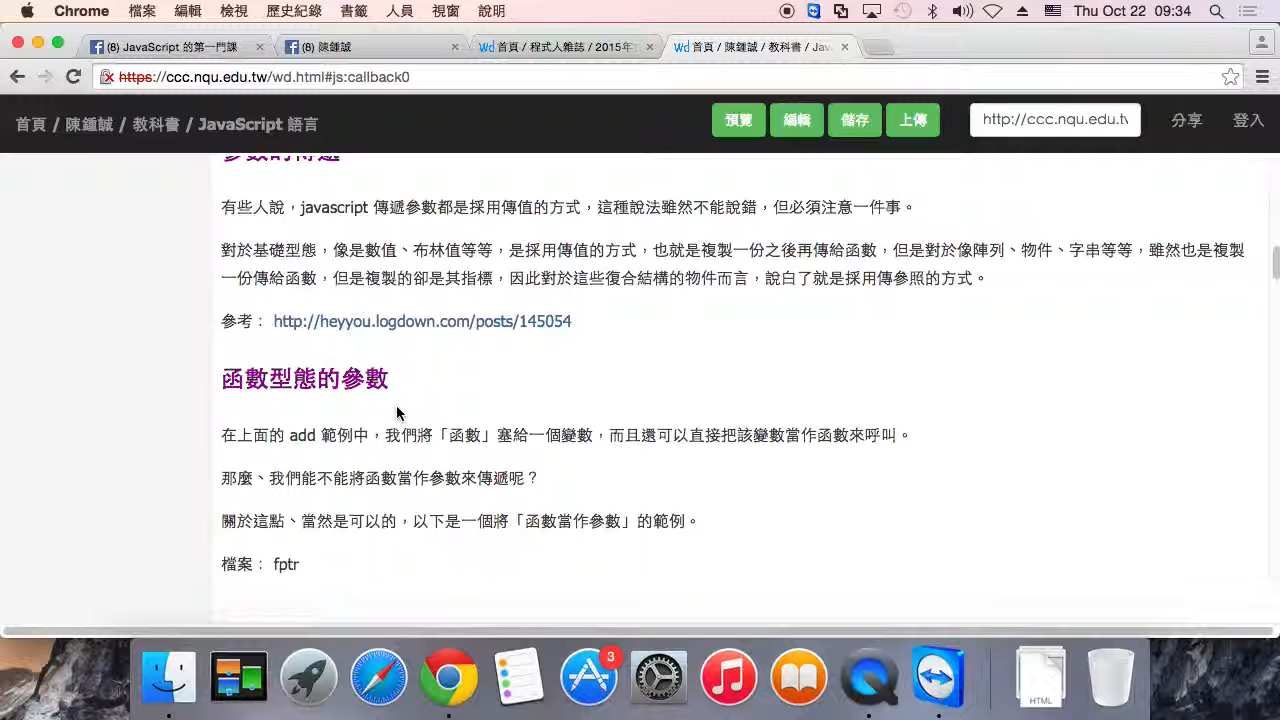 Chrome 檔案 編輯 檢視 歷史紀錄 書籤 人員 視窗 說明 Thu Oct 22 09:34
(6) JavaScript 的第一門課 (6) 陳鍾誠 首頁 / 程式人雜誌 / 2015年 首頁 / 陳鍾誠 / 教科書 / Jav
https://ccc.nqu.edu.tw/wd.html#js:callback0
首頁 / 陳鍾誠 / 教科書 / JavaScript 語言 預覽 編輯 儲存 上傳 http://ccc.nqu.edu.tv 分享 登入
參數的傳遞
有些人說，javascript 傳遞參數都是採用傳值的方式，這種說法雖然不能說錯，但必須注意一件事。
對於基礎型態，像是數值、布林值等等，是採用傳值的方式，也就是複製一份之後再傳給函數，但是對於像陣列、物件、字串等等，雖然也是複製
一份傳給函數，但是複製的卻是其指標，因此對於這些復合結構的物件而言，說白了就是採用傳參照的方式。
參考： http://heyyou.logdown.com/posts/145054
函數型態的參數
在上面的 add 範例中，我們將「函數」塞給一個變數，而且還可以直接把該變數當作函數來呼叫。
那麼、我們能不能將函數當作參數來傳遞呢？
關於這點、當然是可以的，以下是一個將「函數當作參數」的範例。
檔案： fptr
3
HTML